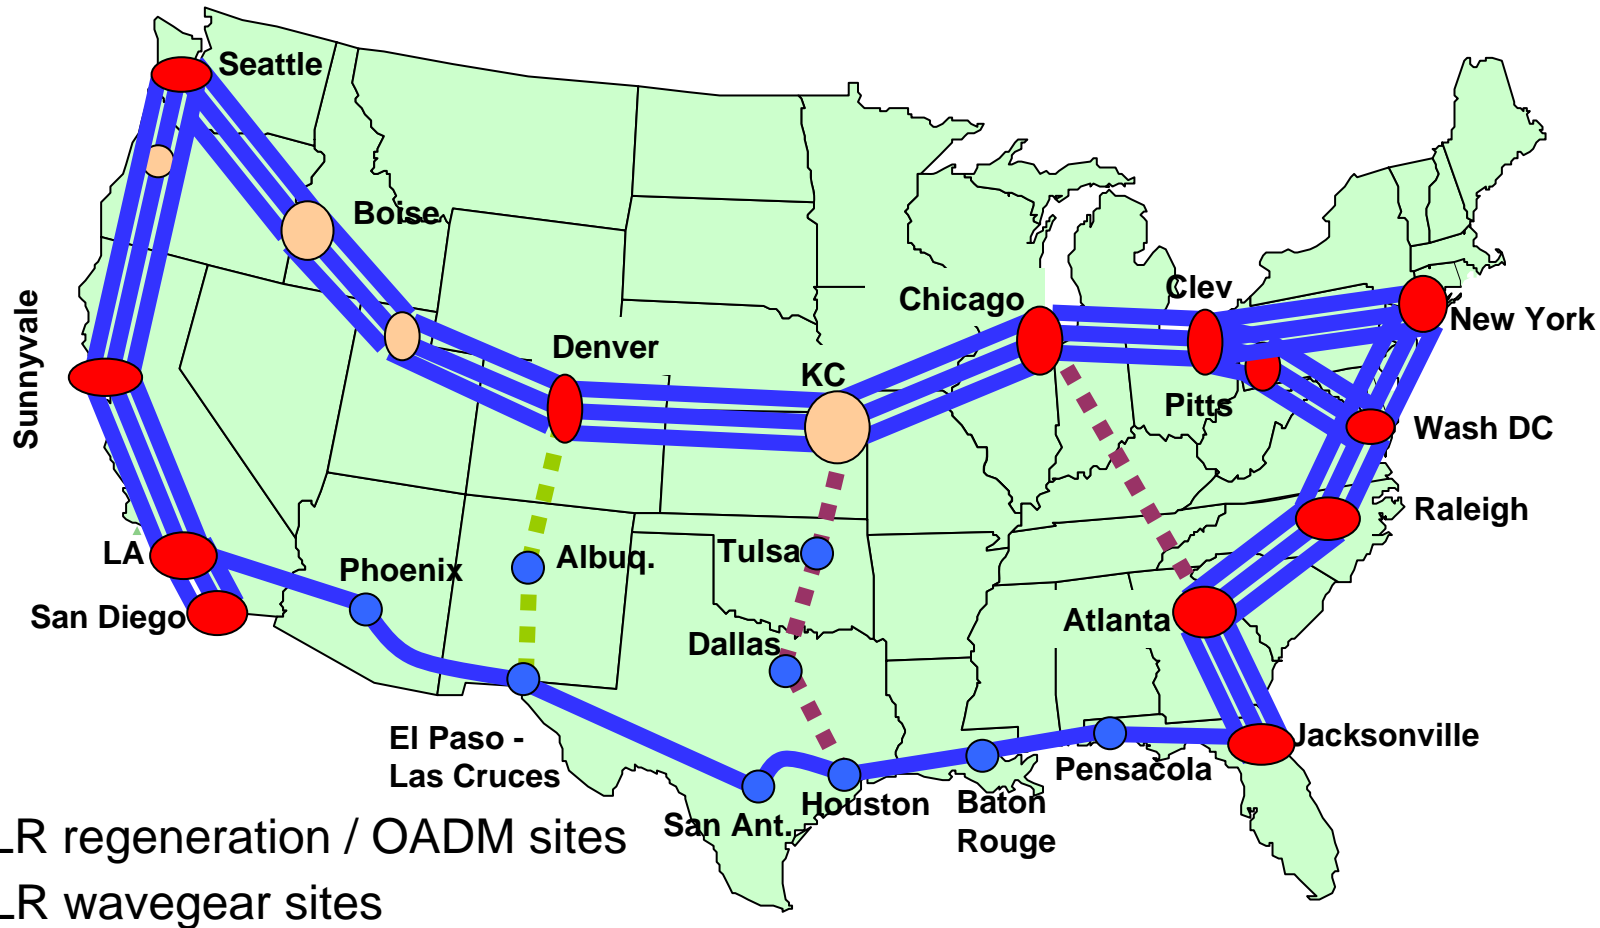 Seattle
Boise
Sunnyvale
Denver
KC
Chicago
Clev
New York
Pitts
Wash DC
Raleigh
LA
Phoenix
Albuq.
Tulsa
San Diego
Dallas
Atlanta
El Paso -
Las Cruces
San Ant.
Houston
Baton
Rouge
Pensacola
Jacksonville
LR regeneration / OADM sites
LR wavegear sites